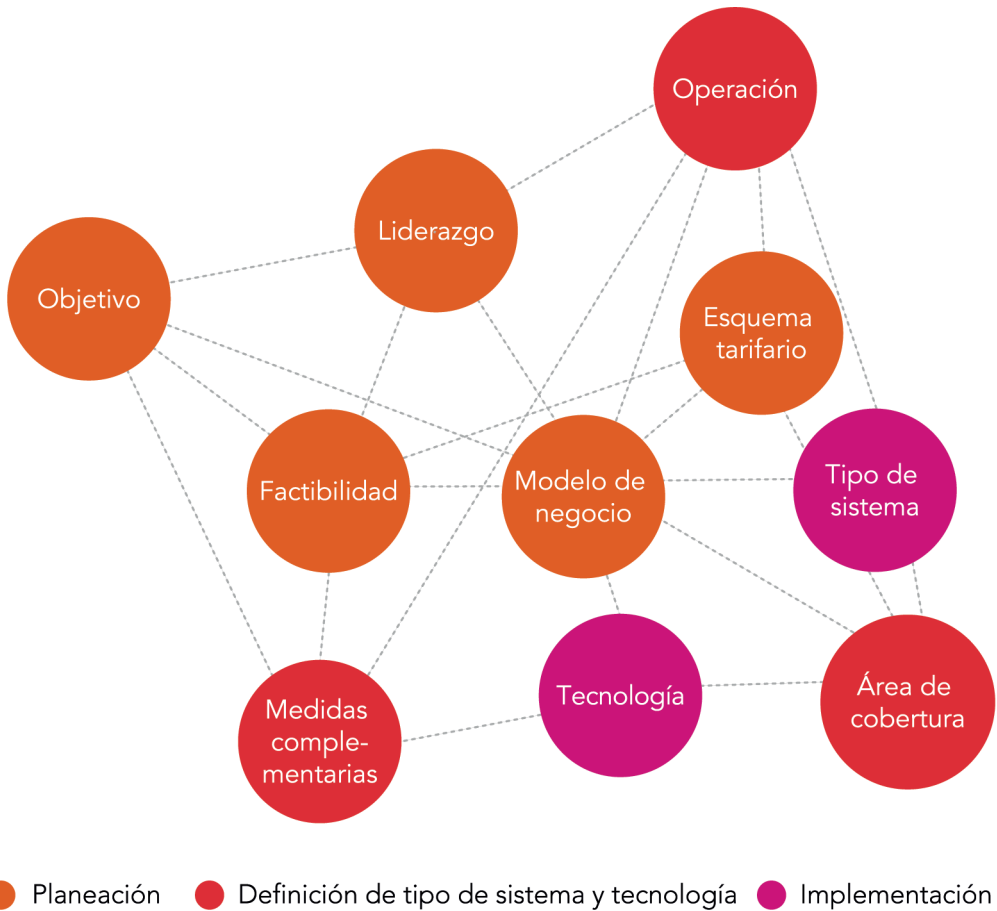 Operación
Liderazgo
Objetivo
Esquema
tarifario
Factibilidad
Modelo de
negocio
Tipo de
sistema
Medidas
comple-
mentarias
Tecnología
Área de
cobertura
Planeación
Definición de tipo de sistema y tecnología
Implementación